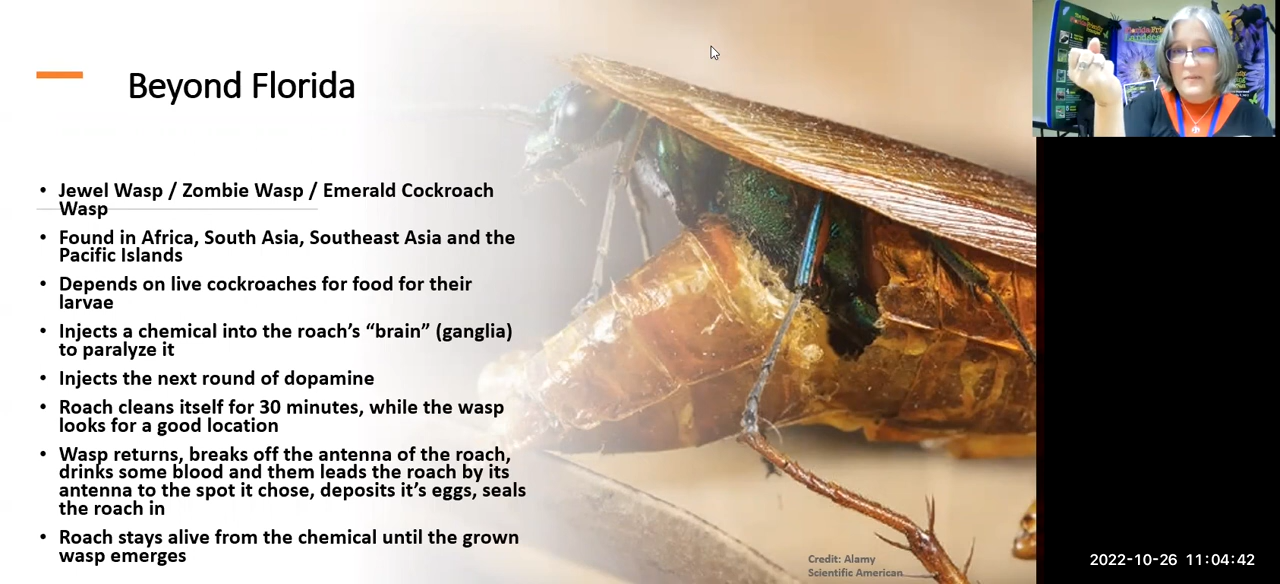 Beyond Florida
• Jewel Wasp / Zombie Wasp / Emerald Cockroach
Wasp
• Found in Africa, South Asia, Southeast Asia and the
Pacific Islands
• Depends on live cockroaches for food for their
larvae
• Injects a chemical into the roach’s “brain” (ganglia)
to paralyze it
• Injects the next round of dopamine
• Roach cleans itself for 30 minutes, while the wasp
looks for a good location
• Wasp returns, breaks off the antenna of the roach,
drinks some blood and them leads the roach by its
antenna to the spot it chose, deposits it’s eggs, seals
the roach in
• Roach stays alive from the chemical until the grown
wasp emerges
Credit: Alamy
Scientific American
2022-10-26 11:04:42